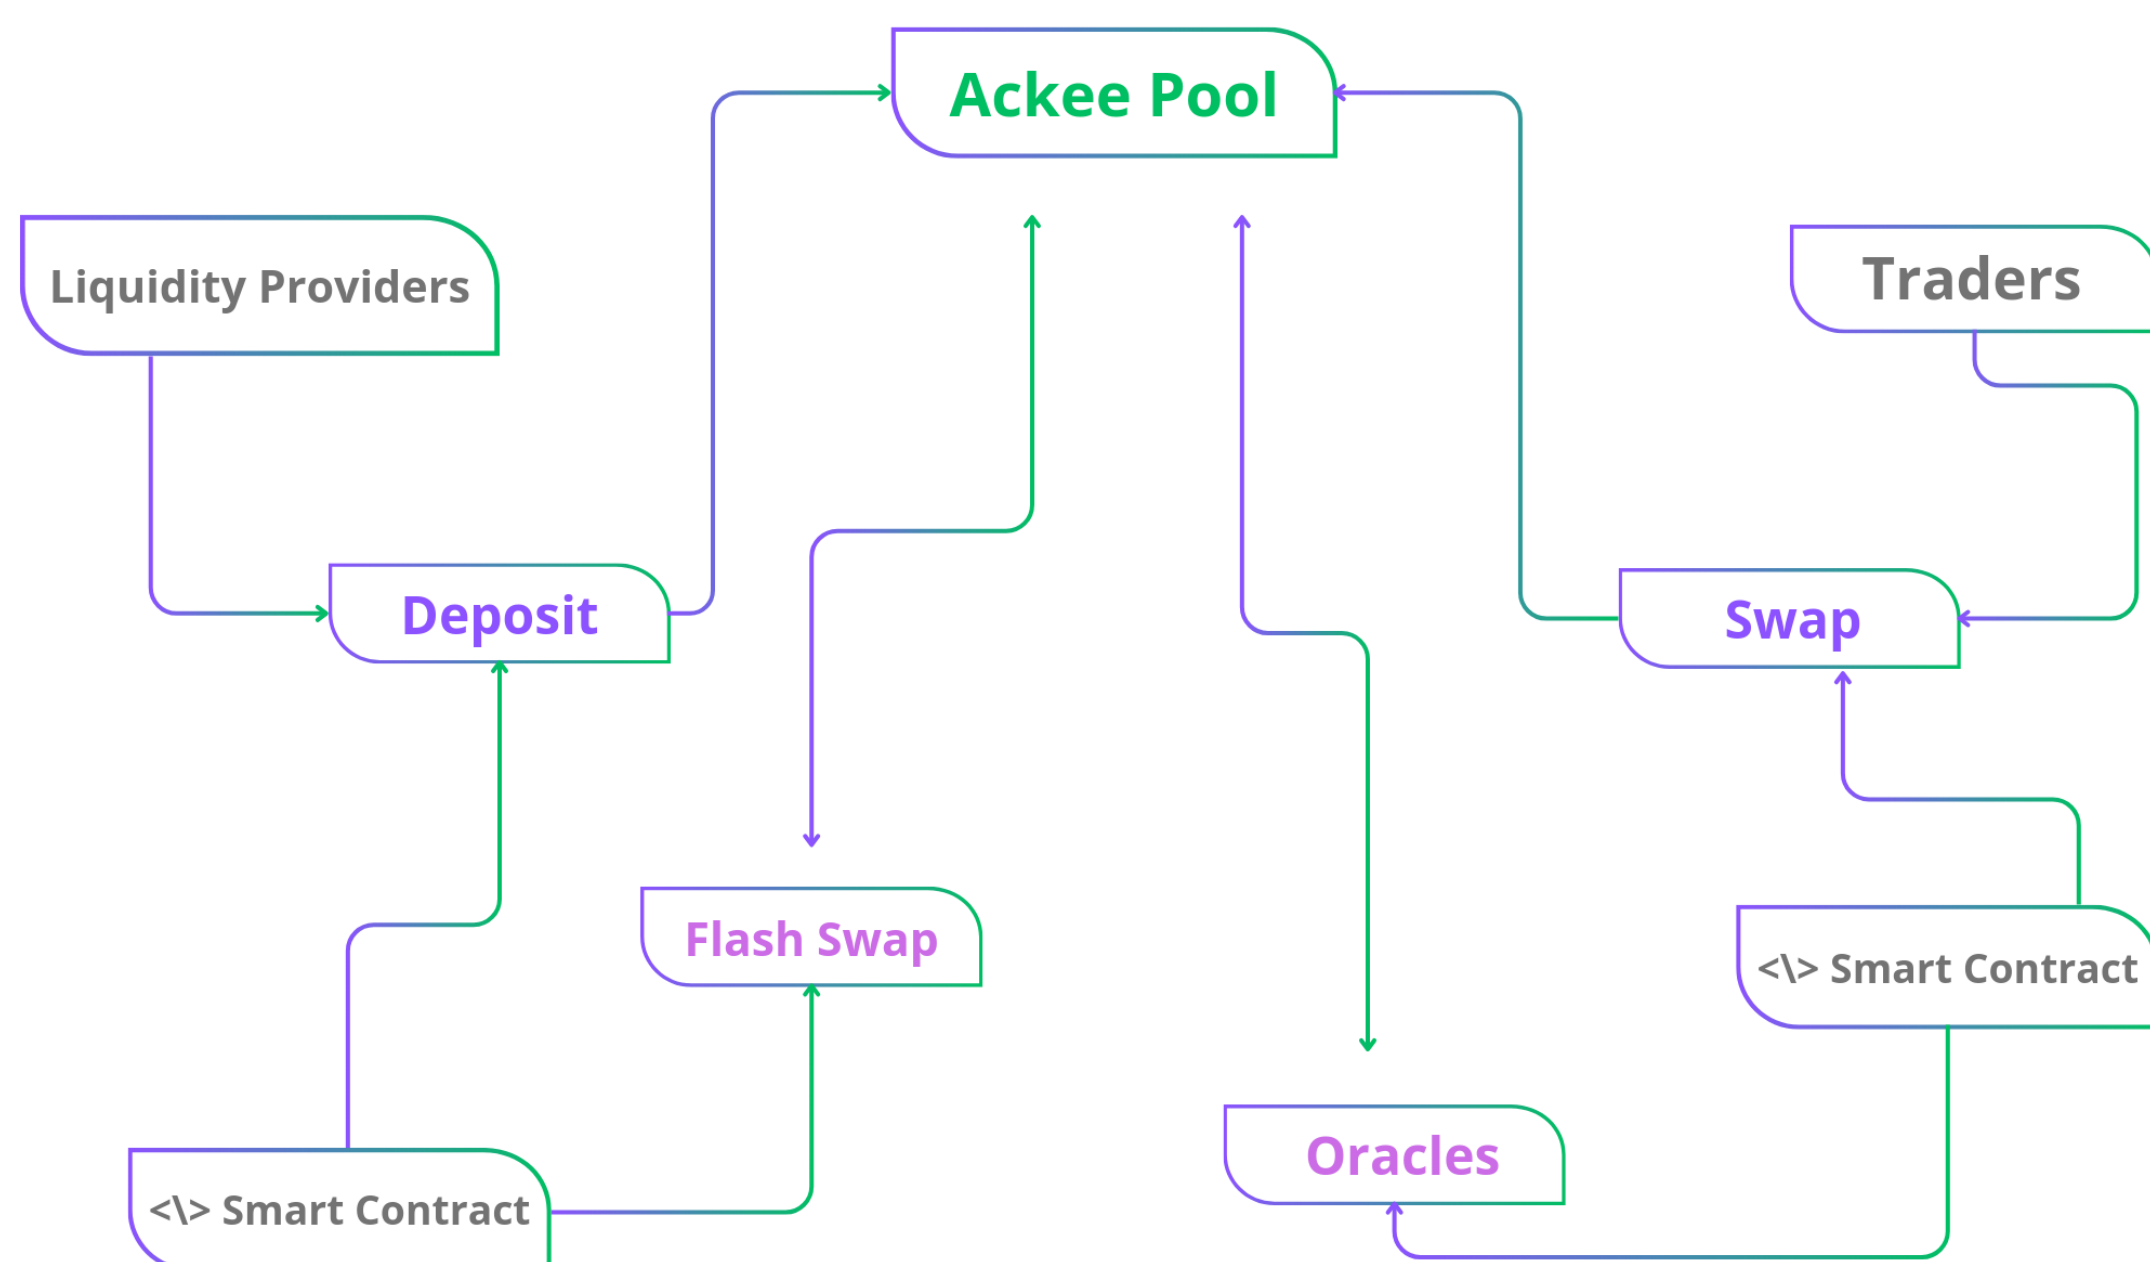 Ackee Pool
Liquidity Providers
Traders
Deposit
Swap
Flash Swap
<\> Smart Contract
Oracles
<\> Smart Contract